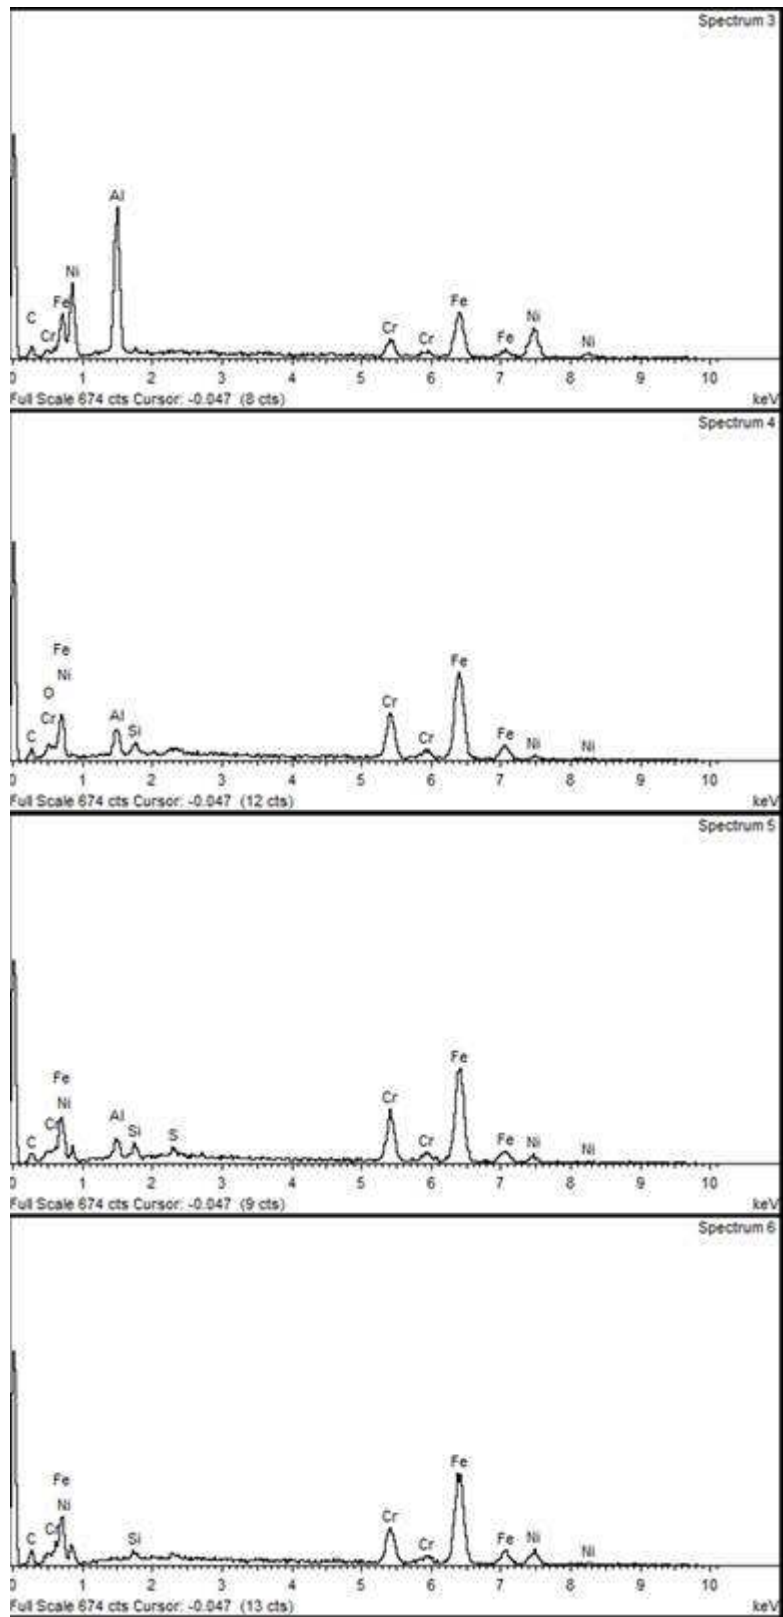 Spectrum 3
Al
Ni
C
Fe
Fe
Cr
Ni
Cr
Cr
Fe
Ni
0 1 2 3 4 5 6 7 8 9 10
Full Scale 674 cts Cursor: -0.047 (8 cts)
keV
Spectrum 4
Fe
Fe
Ni
O
Cr
Cr
C
Al
Si
Cr
Fe
Ni
Ni
0 1 2 3 4 5 6 7 8 9 10
Full Scale 674 cts Cursor: -0.047 (12 cts)
keV
Spectrum 5
Fe
Fe
Ni
Cr
Cr
Al
C
Si
S
Cr
Fe
Ni
Ni
0 1 2 3 4 5 6 7 8 9 10
Full Scale 674 cts Cursor: -0.047 (9 cts)
keV
Spectrum 6
Fe
Fe
Ni
Cr
Cr
C
Si
Cr
Fe
Ni
Ni
0 1 2 3 4 5 6 7 8 9 10
Full Scale 674 cts Cursor: -0.047 (13 cts)
keV